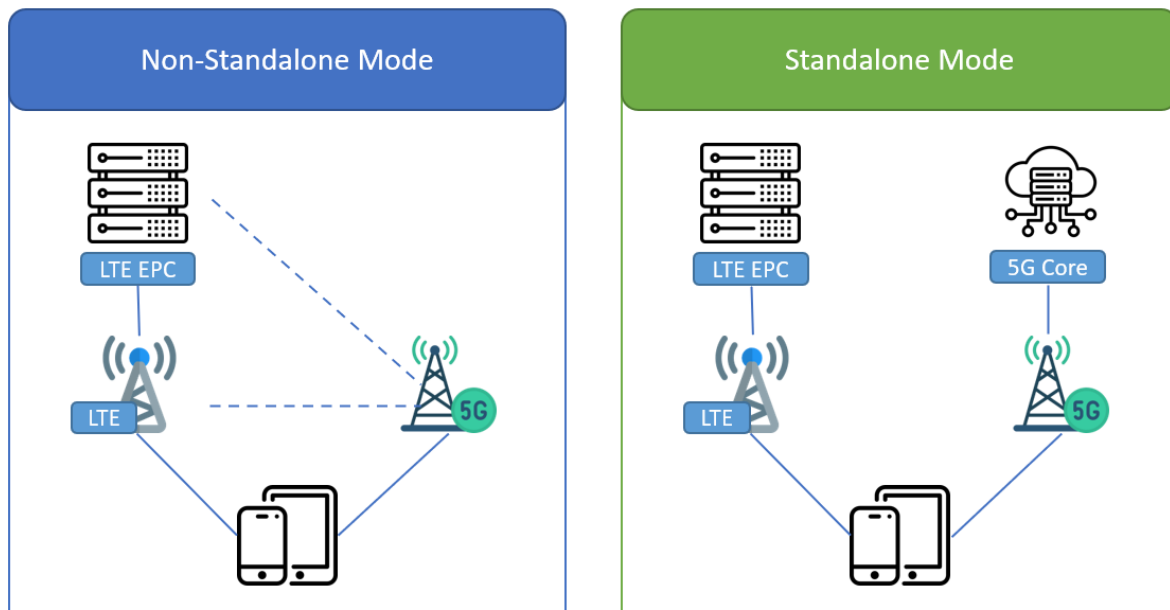 Non-Standalone Mode
LTE EPC
LTE
5G
Standalone Mode
LTE EPC
5G Core
LTE
5G